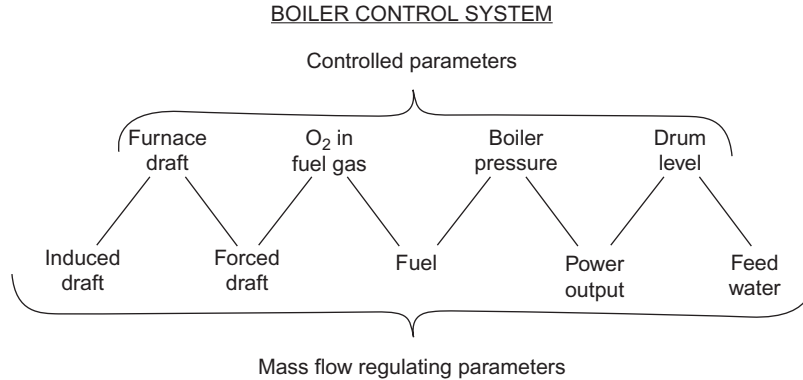 BOILER CONTROL SYSTEM
Controlled parameters
Furnace
draft
O₂ in
fuel gas
Boiler
pressure
Drum
level
Induced
draft
Forced
draft
Fuel
Power
output
Feed
water
Mass flow regulating parameters